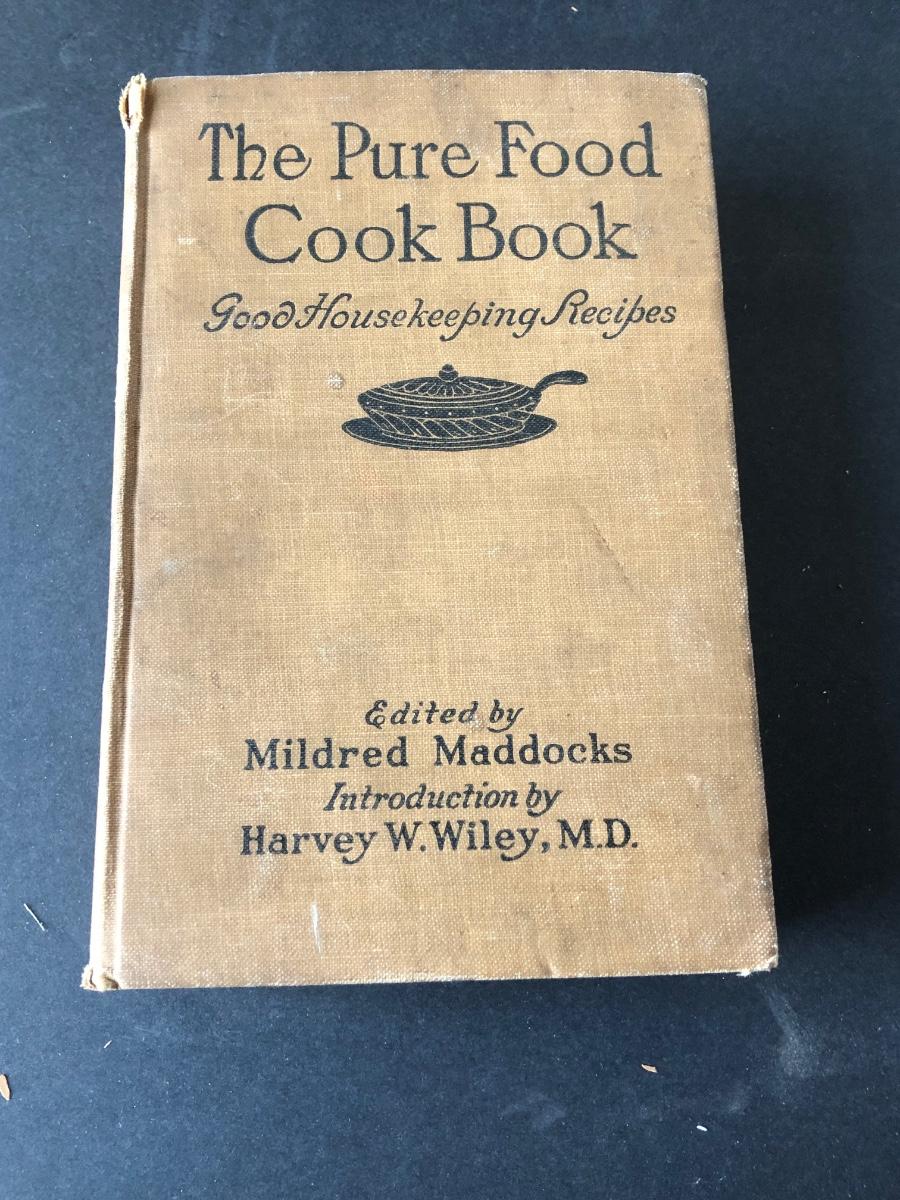 The Pure Food
Cook Book
Good Housekeeping Recipes
Edited by
Mildred Maddocks
Introduction by
Harvey W. Wiley, M.D.